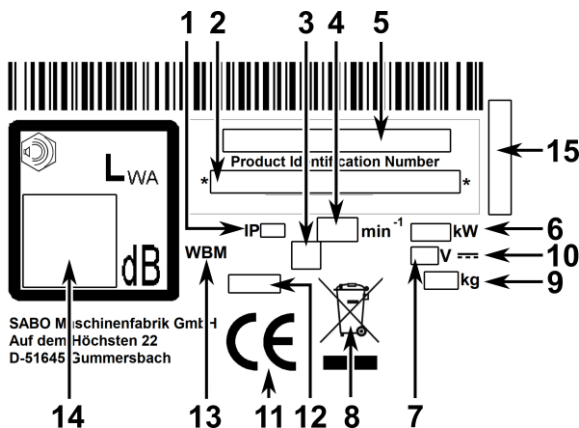 1 2 3 4 5
15
Product Identification Number
* *
LWA
IP min-1 kW 6
WBM V 10
dB kg 9
SABO Maschinenfabrik GmbH
Auf dem Höchsten 22
D-51645 Gummersbach
CE
14 13 11 12 8 7